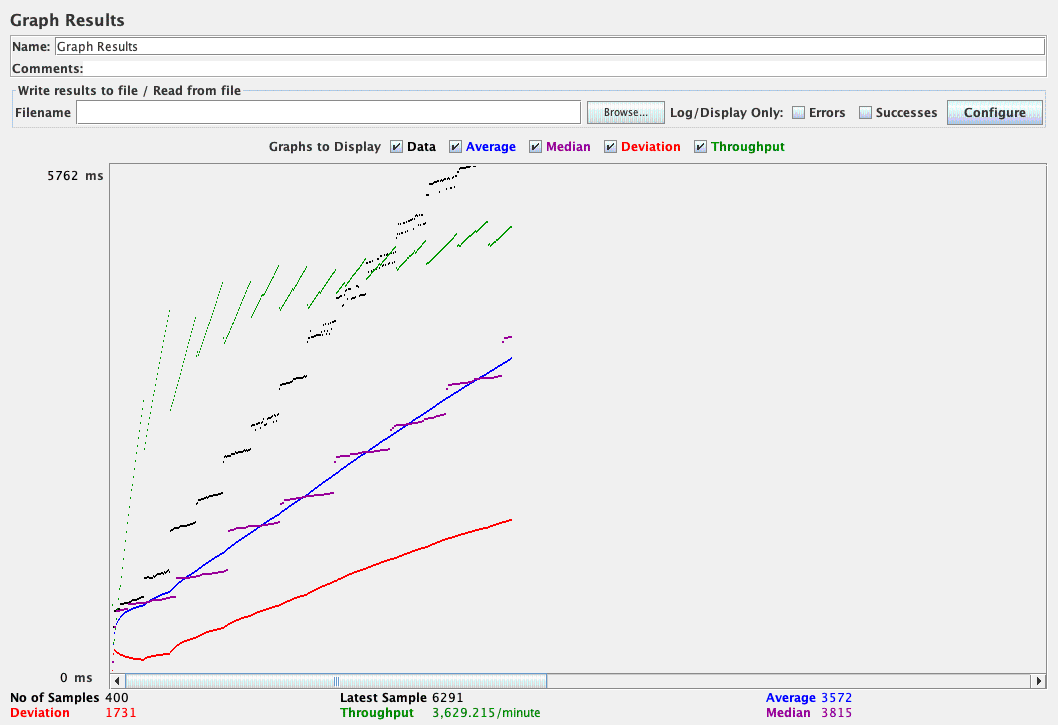 Graph Results
Name: Graph Results
Comments:
Write results to file / Read from file
Filename Browse... Log/Display Only: Errors Successes Configure
Graphs to Display Data Average Median Deviation Throughput
5762 ms
0 ms
No of Samples 400 Latest Sample 6291 Average 3572
Deviation 1731 Throughput 3,629.215/minute Median 3815